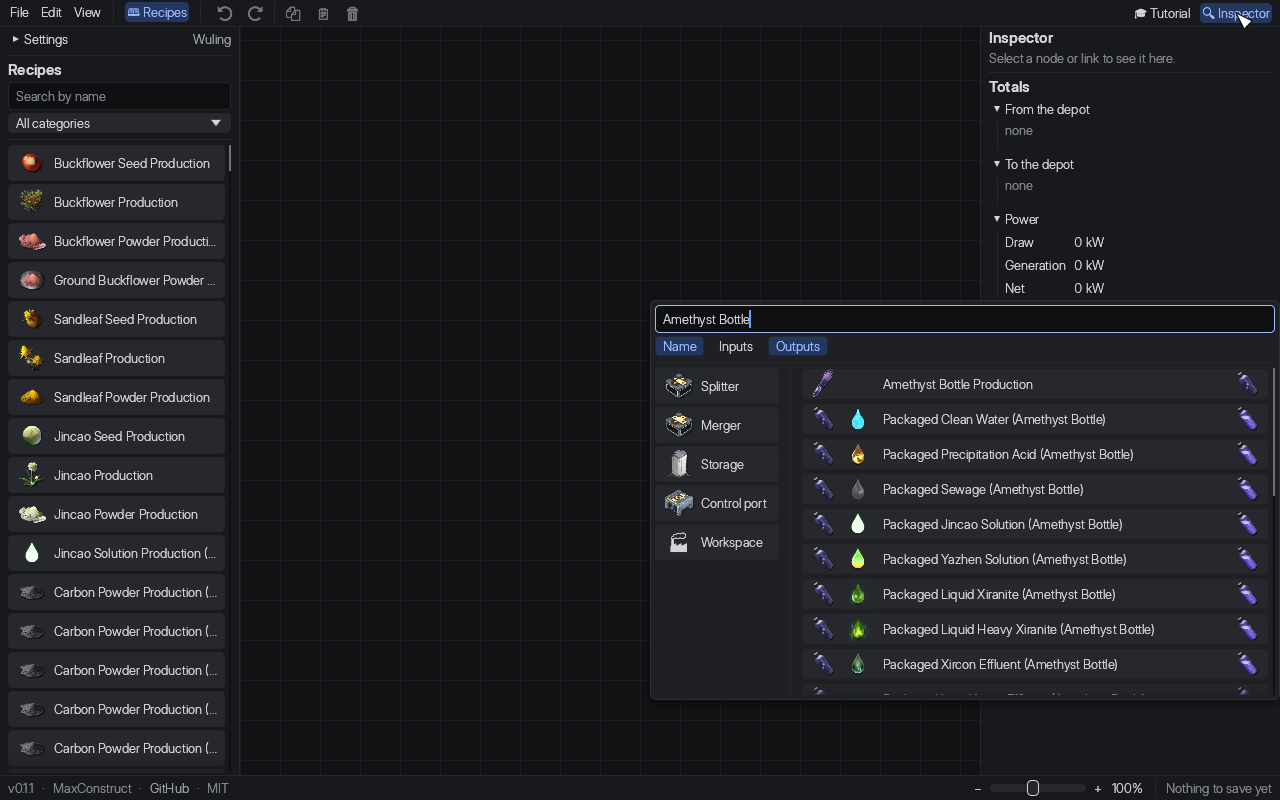 File Edit View Recipes Tutorial Inspector
Settings Wuling
Recipes
Search by name
All categories
Buckflower Seed Production
Buckflower Production
Buckflower Powder Producti...
Ground Buckflower Powder ...
Sandleaf Seed Production
Sandleaf Production
Sandleaf Powder Production
Jincao Seed Production
Jincao Production
Jincao Powder Production
Jincao Solution Production (...
Carbon Powder Production (...
Carbon Powder Production (...
Carbon Powder Production (...
Carbon Powder Production (...
Carbon Powder Production (...
Inspector
Select a node or link to see it here.
Totals
From the depot
none
To the depot
none
Power
Draw 0 kW
Generation 0 kW
Net 0 kW
Amethyst Bottle
Name Inputs Outputs
Splitter
Merger
Storage
Control port
Workspace
Amethyst Bottle Production
Packaged Clean Water (Amethyst Bottle)
Packaged Precipitation Acid (Amethyst Bottle)
Packaged Sewage (Amethyst Bottle)
Packaged Jincao Solution (Amethyst Bottle)
Packaged Yazhen Solution (Amethyst Bottle)
Packaged Liquid Xiranite (Amethyst Bottle)
Packaged Liquid Heavy Xiranite (Amethyst Bottle)
Packaged Xircon Effluent (Amethyst Bottle)
v0.1.1 · MaxConstruct · GitHub · MIT
− + 100% Nothing to save yet